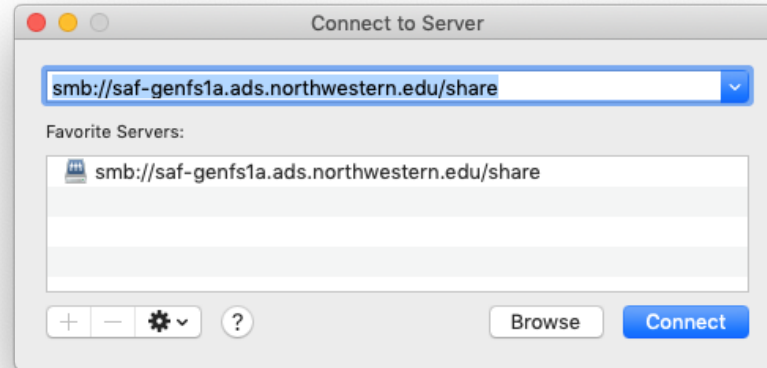 Connect to Server
smb://saf-genfs1a.ads.northwestern.edu/share
Favorite Servers:
smb://saf-genfs1a.ads.northwestern.edu/share
+ − ? Browse Connect